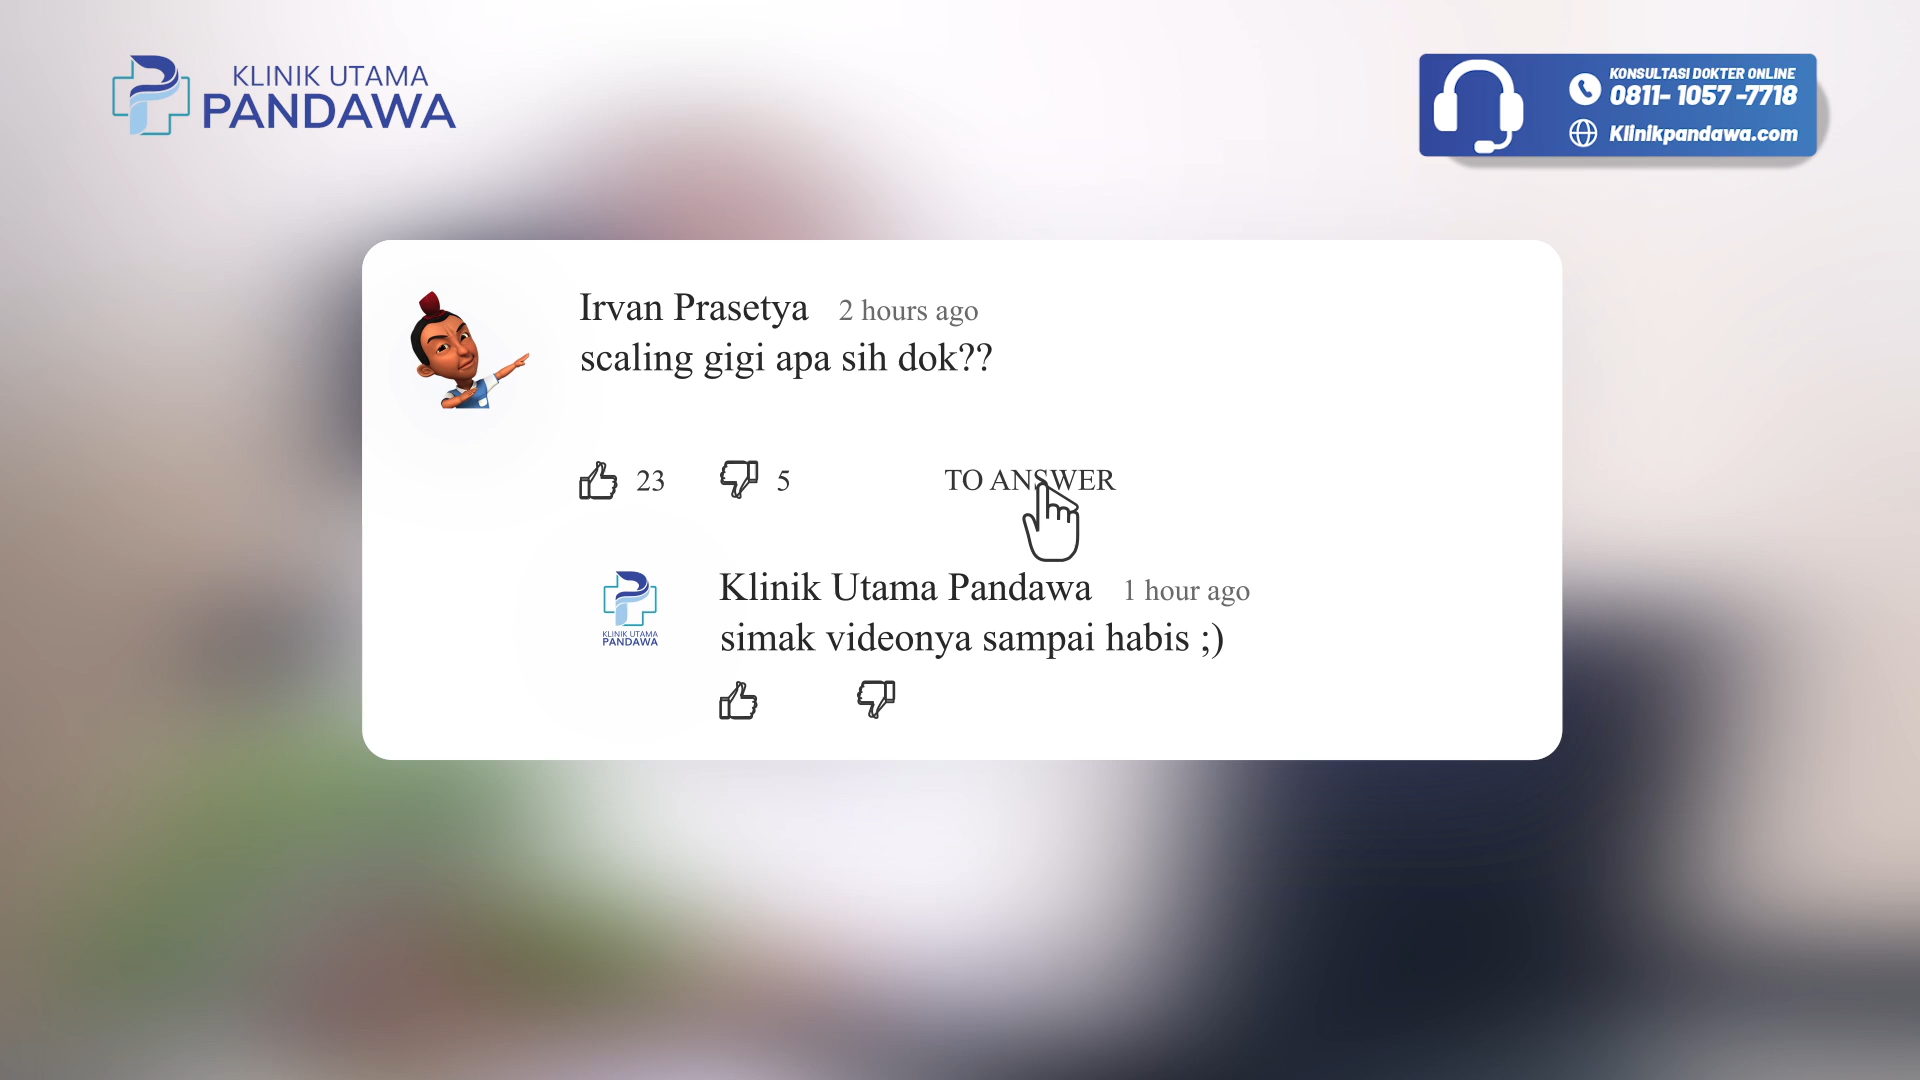 KLINIK UTAMA
PANDAWA
KONSULTASI DOKTER ONLINE
0811- 1057 -7718
Klinikpandawa.com
Irvan Prasetya 2 hours ago
scaling gigi apa sih dok??
23 5 TO ANSWER
Klinik Utama Pandawa 1 hour ago
KLINIK UTAMA
PANDAWA
simak videonya sampai habis ;)